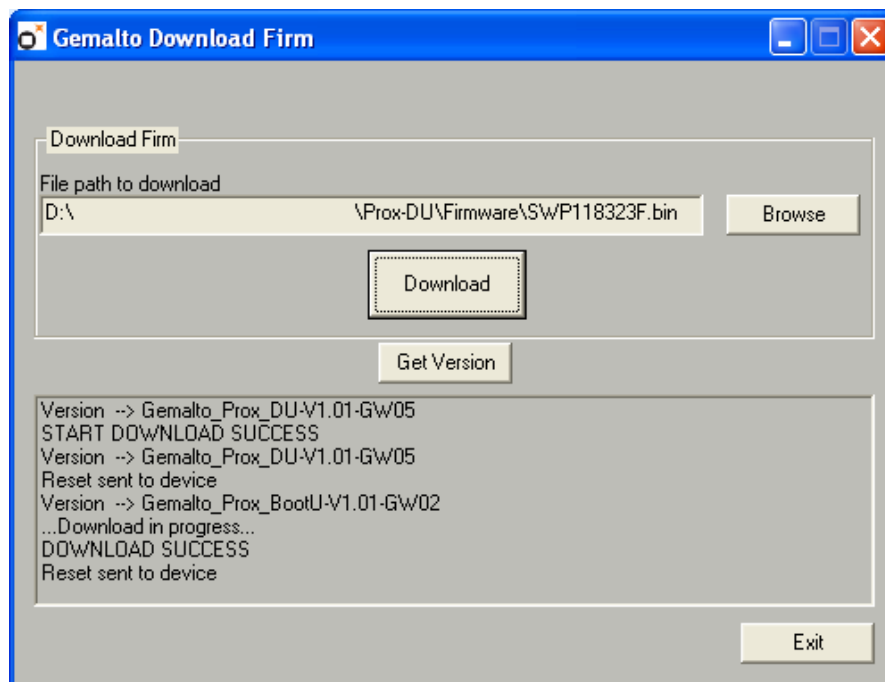 Gemalto Download Firm
Download Firm
File path to download
D:\ \Prox-DU\Firmware\SWP118323F.bin
Browse
Download
Get Version
Version --> Gemalto_Prox_DU-V1.01-GW05
START DOWNLOAD SUCCESS
Version --> Gemalto_Prox_DU-V1.01-GW05
Reset sent to device
Version --> Gemalto_Prox_BootU-V1.01-GW02
...Download in progress...
DOWNLOAD SUCCESS
Reset sent to device
Exit